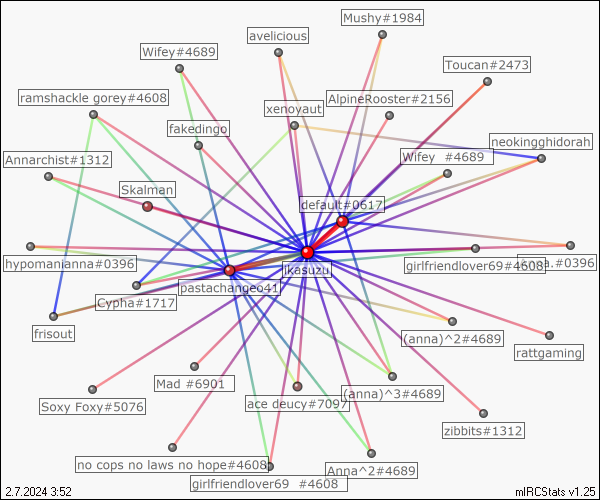 Mushy#1984
avelicious
Wifey#4689
Toucan#2473
ramshackle gorey#4608
AlpineRooster#2156
xenoyaut
fakedingo
neokingghidorah
Annarchist#1312
Wifey #4689
Skalman
default#0617
hypomanianna#0396
jkasuzu
girlfriendlover69#4608
#0396
pastachangeo41
Cypha#1717
frisout
(anna)^2#4689
rattgaming
Mad #6901
(anna)^3#4689
Soxy Foxy#5076
ace deucy#7097
zibbits#1312
no cops no laws no hope#4608
Anna^2#4689
girlfriendlover69 #4608
2.7.2024 3:52
mIRCStats v1.25